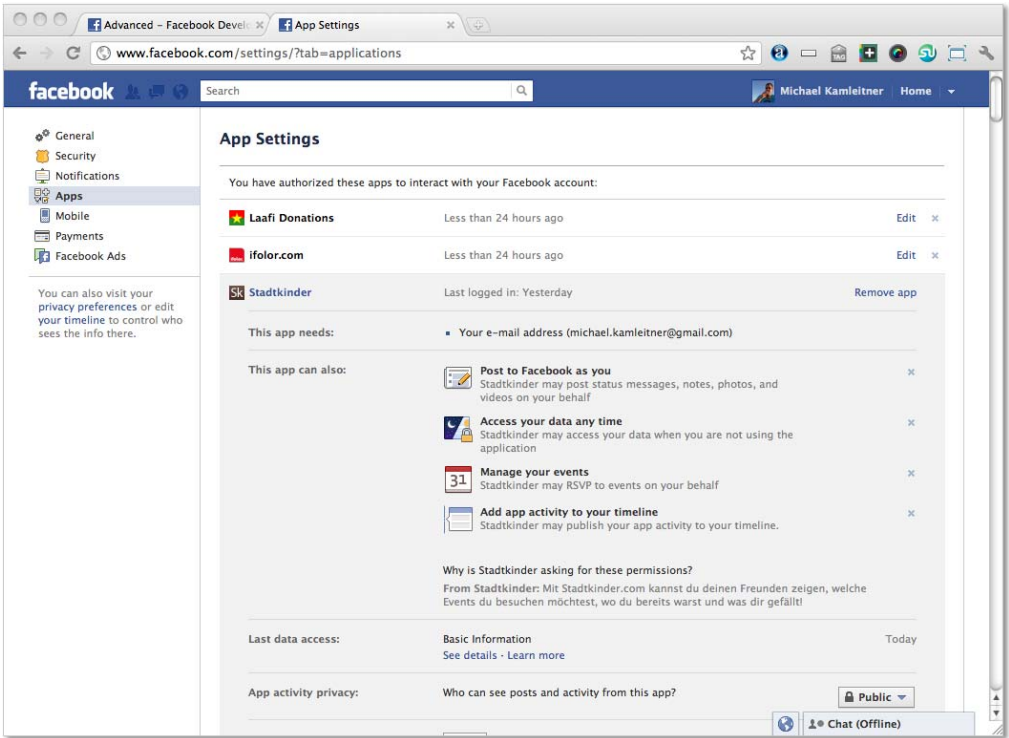 Advanced – Facebook Develo
App Settings
www.facebook.com/settings/?tab=applications
facebook
Search
Michael Kamleitner
Home
General
Security
Notifications
Apps
Mobile
Payments
Facebook Ads
You can also visit your
privacy preferences or edit
your timeline to control who
sees the info there.
App Settings
You have authorized these apps to interact with your Facebook account:
Laafi Donations Less than 24 hours ago Edit x
ifolor.com Less than 24 hours ago Edit x
Sk Stadtkinder Last logged in: Yesterday Remove app
This app needs: Your e-mail address (michael.kamleitner@gmail.com)
This app can also: Post to Facebook as you x
Stadtkinder may post status messages, notes, photos, and
videos on your behalf
Access your data any time x
Stadtkinder may access your data when you are not using the
application
31 Manage your events x
Stadtkinder may RSVP to events on your behalf
Add app activity to your timeline x
Stadtkinder may publish your app activity to your timeline.
Why is Stadtkinder asking for these permissions?
From Stadtkinder: Mit Stadtkinder.com kannst du deinen Freunden zeigen, welche
Events du besuchen möchtest, wo du bereits warst und was dir gefällt!
Last data access: Basic Information Today
See details · Learn more
App activity privacy: Who can see posts and activity from this app? Public
Chat (Offline)